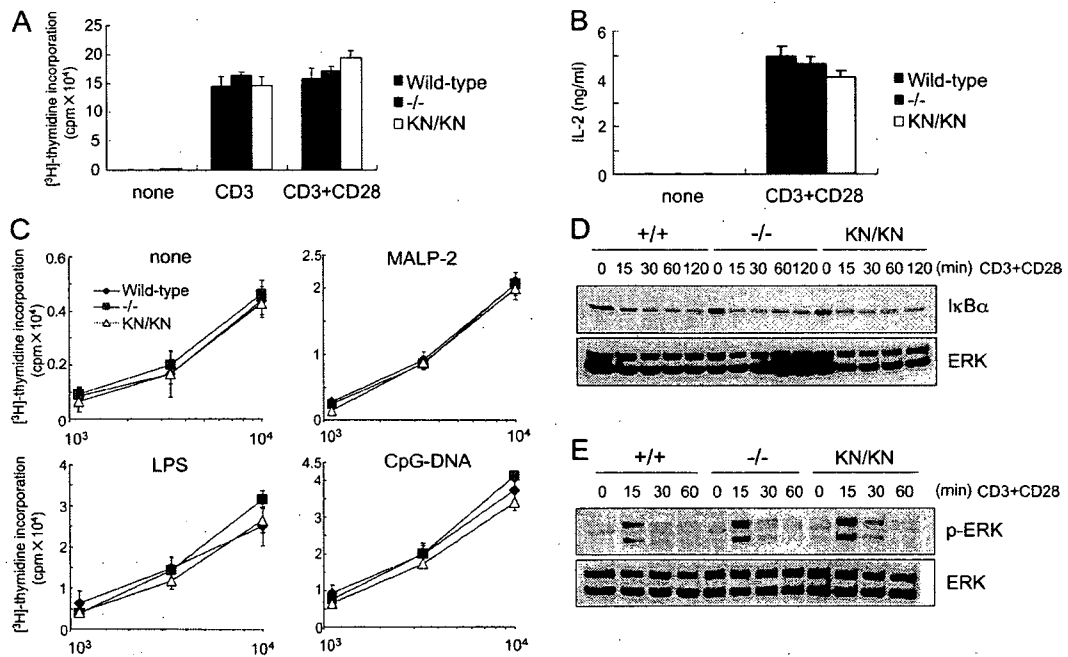 A
[³H]-thymidine incorporation
(cpm X 10⁴)
25
20
15
10
5
0
none
CD3
CD3+CD28
Wild-type
-/-
KN/KN
B
IL-2 (ng/ml)
6
4
2
0
none
CD3+CD28
Wild-type
-/-
KN/KN
C
none
[³H]-thymidine incorporation
(cpm X 10⁴)
0.6
0.4
0.2
0
10³
10⁴
Wild-type
-/-
KN/KN
MALP-2
2.5
2
1
0
10³
10⁴
LPS
[³H]-thymidine incorporation
(cpm X 10⁴)
4
3
2
1
0
10³
10⁴
CpG-DNA
4.5
4
3
2
1
0
10³
10⁴
D
+/+ -/- KN/KN
0 15 30 60 120 0 15 30 60 120 0 15 30 60 120 (min) CD3+CD28
IκBα
ERK
E
+/+ -/- KN/KN
0 15 30 60 0 15 30 60 0 15 30 60 (min) CD3+CD28
p-ERK
ERK